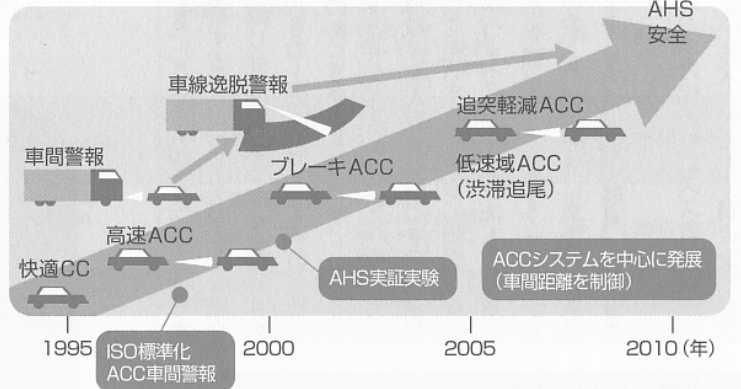 AHS
安全
車線逸脱警報
追突軽減ACC
車間警報
ブレーキACC
低速域ACC
(渋滞追尾)
高速ACC
快適CC
AHS実証実験
ACCシステムを中心に発展
(車間距離を制御)
1995
2000
2005
2010(年)
ISO標準化
ACC車間警報